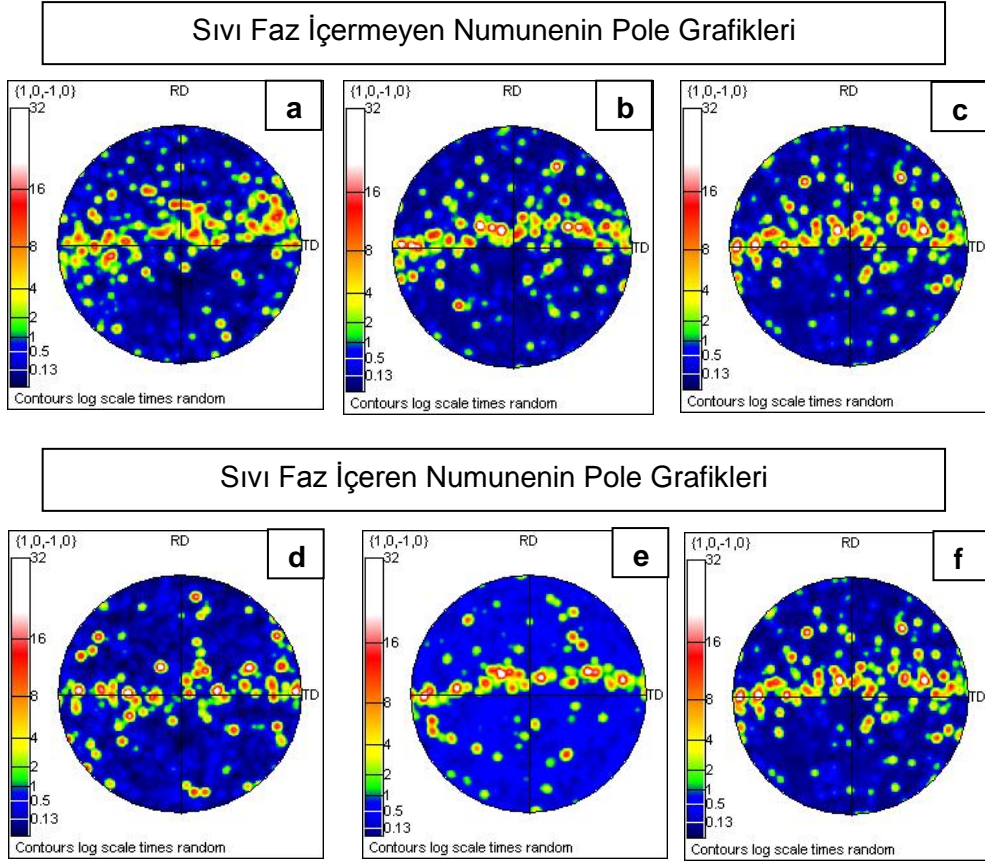 Sıvı Faz İçermeyen Numunenin Pole Grafikleri
{1,0,-1,0} RD a
32
16
8
4
2
1
0.5
0.13
TD
Contours log scale times random
{1,0,-1,0} RD b
32
16
8
4
2
1
0.5
0.13
TD
Contours log scale times random
{1,0,-1,0} RD c
32
16
8
4
2
1
0.5
0.13
TD
Contours log scale times random
Sıvı Faz İçeren Numunenin Pole Grafikleri
{1,0,-1,0} RD d
32
16
8
4
2
1
0.5
0.13
TD
Contours log scale times random
{1,0,-1,0} RD e
32
16
8
4
2
1
0.5
0.13
TD
Contours log scale times random
{1,0,-1,0} RD f
32
16
8
4
2
1
0.5
0.13
TD
Contours log scale times random